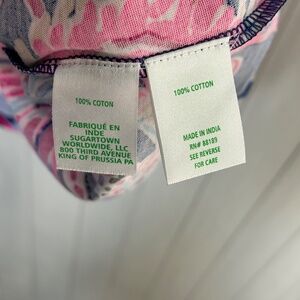 100% COTON
FABRIQUÉ EN
INDE
SUGARTOWN
WORLDWIDE, LLC
800 THIRD AVENUE
KING OF PRUSSIA PA
100% COTTON
MADE IN INDIA
RN# 88199
SEE REVERSE
FOR CARE